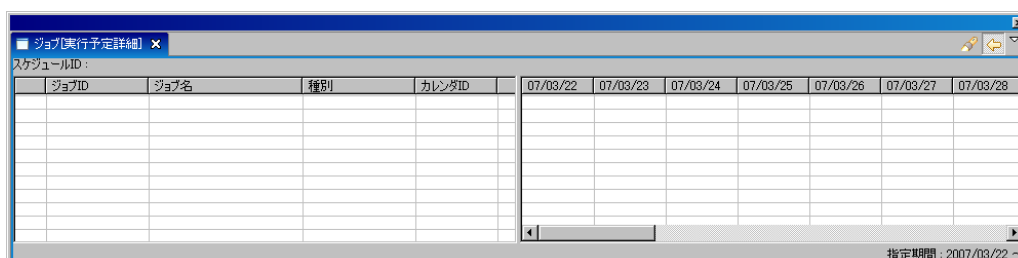 ジョブ[実行予定詳細]
スケジュールID :
ジョブID ジョブ名 種別 カレンダID 07/03/22 07/03/23 07/03/24 07/03/25 07/03/26 07/03/27 07/03/28
指定期間 : 2007/03/22 ~